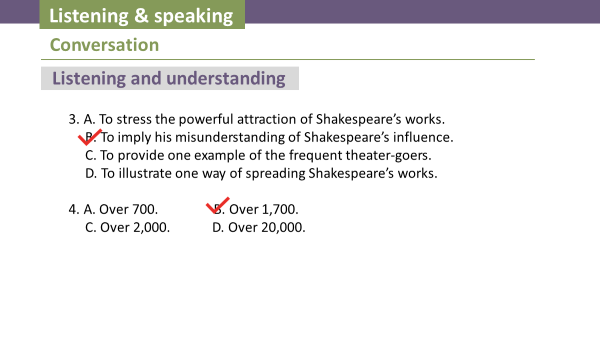 Listening & speaking
Conversation
Listening and understanding
3. A. To stress the powerful attraction of Shakespeare's works.
B. To imply his misunderstanding of Shakespeare's influence.
C. To provide one example of the frequent theater-goers.
D. To illustrate one way of spreading Shakespeare's works.
4. A. Over 700. B. Over 1,700.
C. Over 2,000. D. Over 20,000.